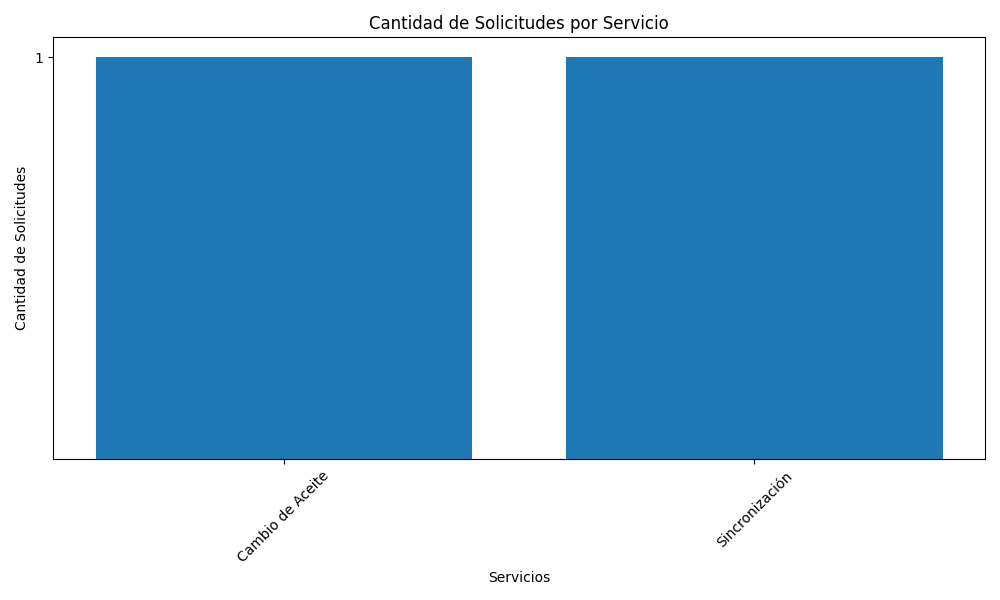 Cantidad de Solicitudes por Servicio
Cantidad de Solicitudes
1
Cambio de Aceite
Sincronización
Servicios